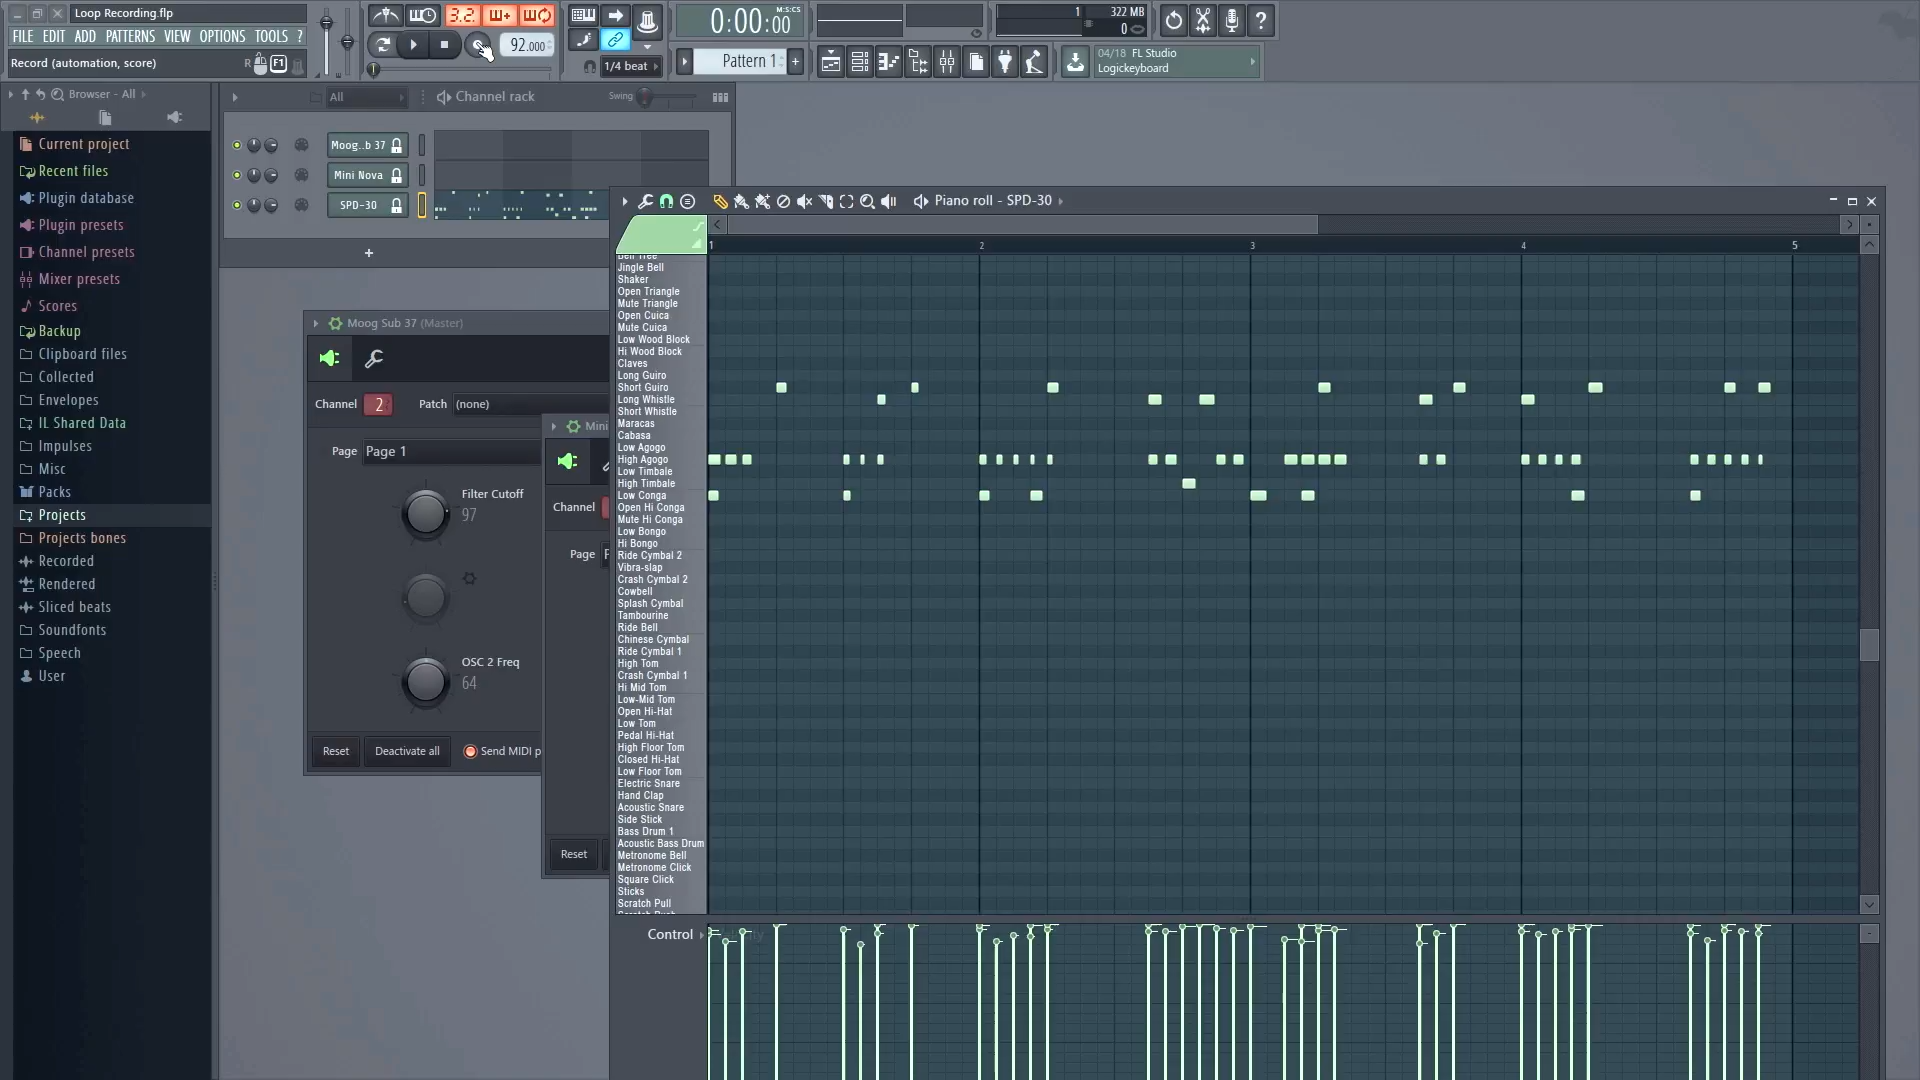 Loop Recording.flp
FILE EDIT ADD PATTERNS VIEW OPTIONS TOOLS ?
Record (automation, score)
R F1
3.2.
92.000
1/4 beat
0:00:00
M:S:CS
Pattern 1
+
1
322 MB
0
?
04/18 FL Studio
Logickeyboard
Browser - All
Current project
Recent files
Plugin database
Plugin presets
Channel presets
Mixer presets
Scores
Backup
Clipboard files
Collected
Envelopes
IL Shared Data
Impulses
Misc
Packs
Projects
Projects bones
Recorded
Rendered
Sliced beats
Soundfonts
Speech
User
All
Channel rack
Swing
Moog..b 37
Mini Nova
SPD-30
+
Moog Sub 37 (Master)
Channel 2 Patch (none)
Page Page 1
Filter Cutoff
97
OSC 2 Freq
64
Reset Deactivate all Send MIDI p
Mini
Channel
Page P
Reset
Piano roll - SPD-30
1 2 3 4 5
Bell Tree
Jingle Bell
Shaker
Open Triangle
Mute Triangle
Open Cuica
Mute Cuica
Low Wood Block
Hi Wood Block
Claves
Long Guiro
Short Guiro
Long Whistle
Short Whistle
Maracas
Cabasa
Low Agogo
High Agogo
Low Timbale
High Timbale
Low Conga
Open Hi Conga
Mute Hi Conga
Low Bongo
Hi Bongo
Ride Cymbal 2
Vibra-slap
Crash Cymbal 2
Cowbell
Splash Cymbal
Tambourine
Ride Bell
Chinese Cymbal
Ride Cymbal 1
High Tom
Crash Cymbal 1
Hi Mid Tom
Low-Mid Tom
Open Hi-Hat
Low Tom
Pedal Hi-Hat
High Floor Tom
Closed Hi-Hat
Low Floor Tom
Electric Snare
Hand Clap
Acoustic Snare
Side Stick
Bass Drum 1
Acoustic Bass Drum
Metronome Bell
Metronome Click
Square Click
Sticks
Scratch Pull
Control